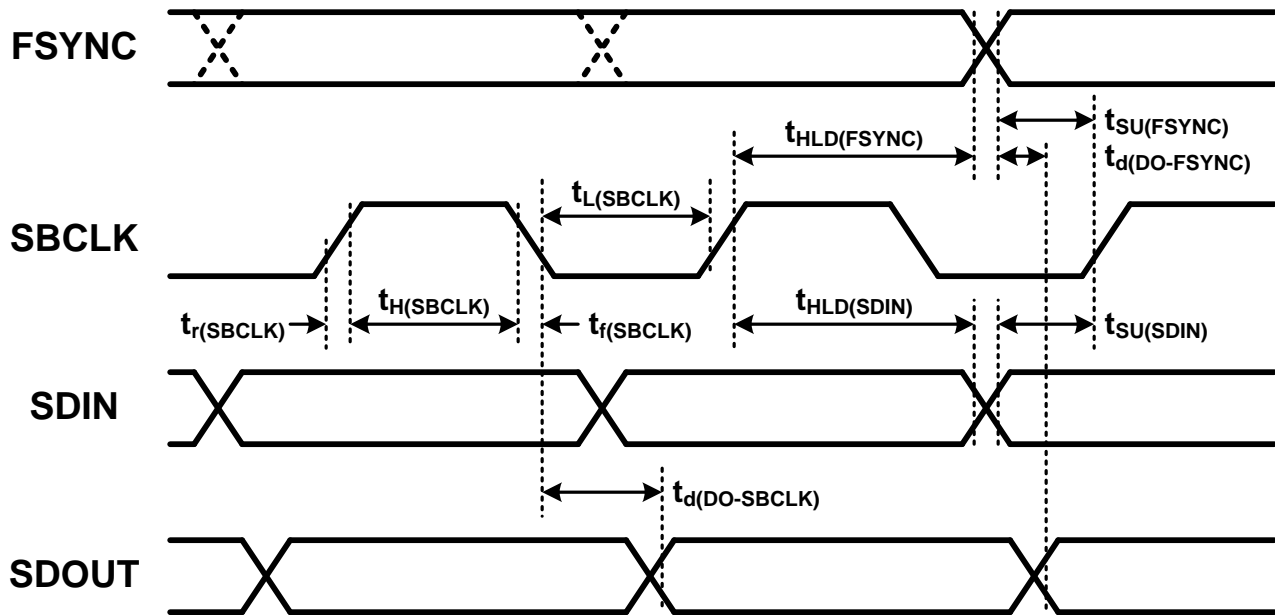 FSYNC
tSU(FSYNC)
tHLD(FSYNC)
td(DO-FSYNC)
tL(SBCLK)
SBCLK
tH(SBCLK)
tHLD(SDIN)
tr(SBCLK)
tf(SBCLK)
tSU(SDIN)
SDIN
td(DO-SBCLK)
SDOUT